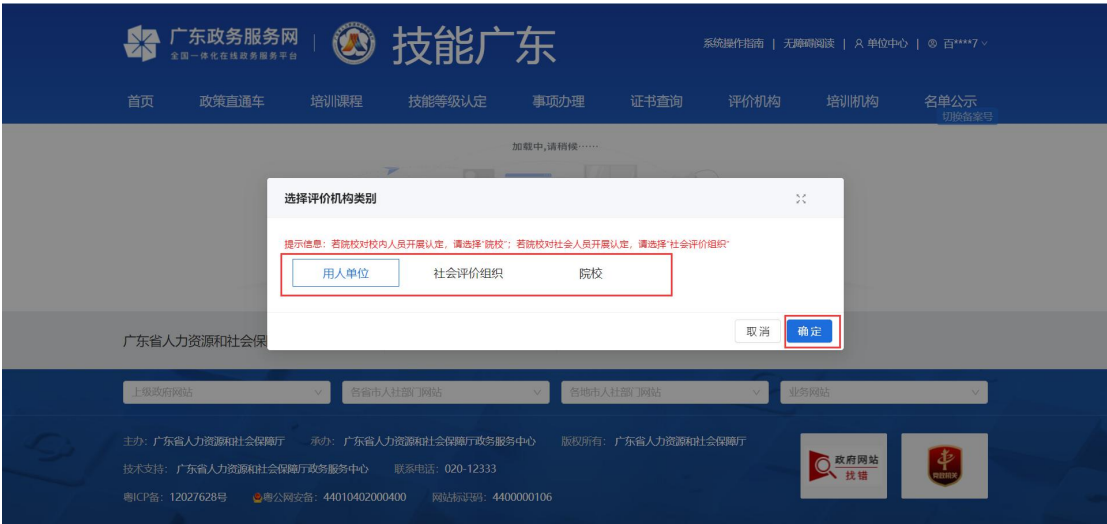 广东政务服务网 技能广东 系统操作指南 | 无障碍阅读 | 单位中心 | 百****7
全国一体化在线政务服务平台
首页 政策直通车 培训课程 技能等级认定 事项办理 证书查询 评价机构 培训机构 名单公示
切换备案号
加载中,请稍候……
选择评价机构类别
提示信息：若院校对校内人员开展认定，请选择“院校”；若院校对社会人员开展认定，请选择“社会评价组织”
用人单位 社会评价组织 院校
取消 确定
广东省人力资源和社会保
上级政府网站 各省市人社部门网站 各地市人社部门网站 业务网站
主办：广东省人力资源和社会保障厅 承办：广东省人力资源和社会保障厅政务服务中心 版权所有：广东省人力资源和社会保障厅
技术支持：广东省人力资源和社会保障厅政务服务中心 联系电话：020-12333
粤ICP备：12027628号 粤公网安备：44010402000400 网站标识码：4400000106
政府网站
找错
党政机关